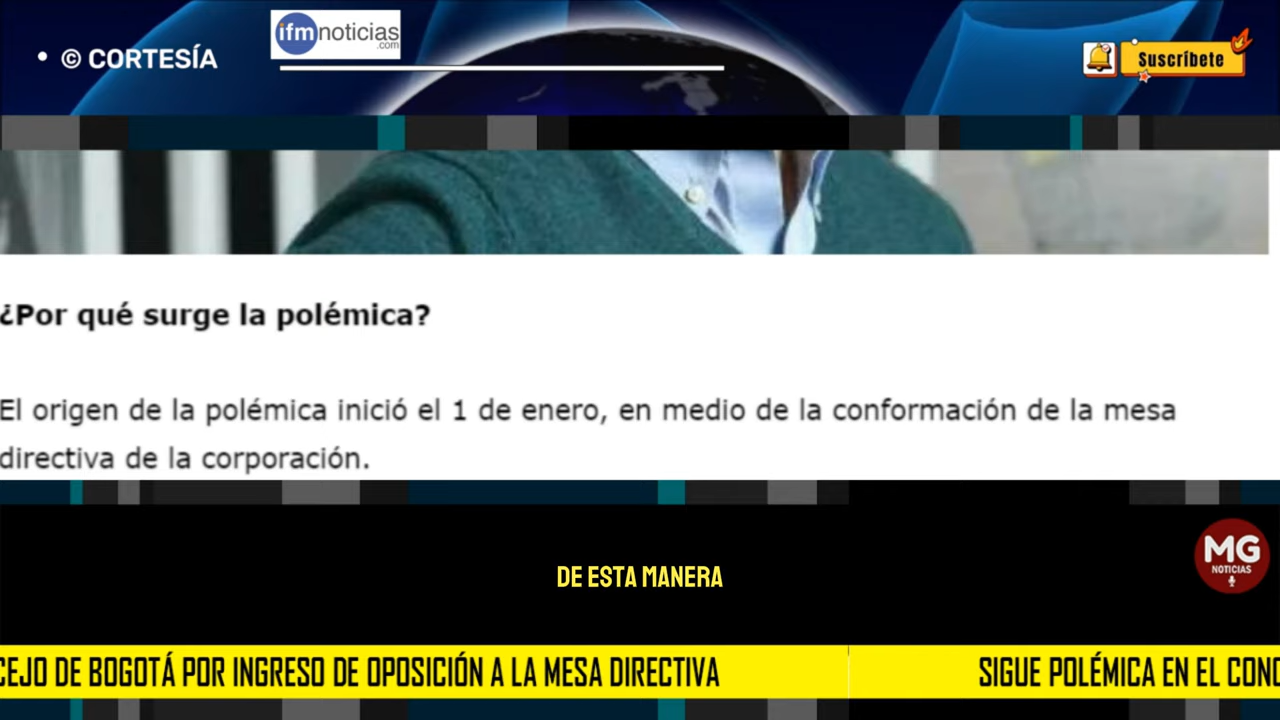 • © CORTESÍA
ifmnoticias
.com
Suscríbete
¿Por qué surge la polémica?
El origen de la polémica inició el 1 de enero, en medio de la conformación de la mesa
directiva de la corporación.
DE ESTA MANERA
MG
NOTICIAS
CEJO DE BOGOTÁ POR INGRESO DE OPOSICIÓN A LA MESA DIRECTIVA
SIGUE POLÉMICA EN EL CONC